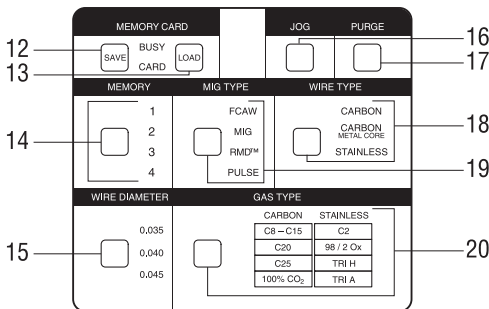 MEMORY CARD
JOG
PURGE
12
SAVE
BUSY
LOAD
16
13
CARD
17
MEMORY
MIG TYPE
WIRE TYPE
14
1
2
3
4
FCAW
MIG
RMD™
PULSE
CARBON
CARBON
METAL CORE
STAINLESS
18
19
WIRE DIAMETER
GAS TYPE
15
0.035
0.040
0.045
CARBON STAINLESS
C8 – C15 C2
C20 98 / 2 Ox
C25 TRI H
100% CO₂ TRI A
20